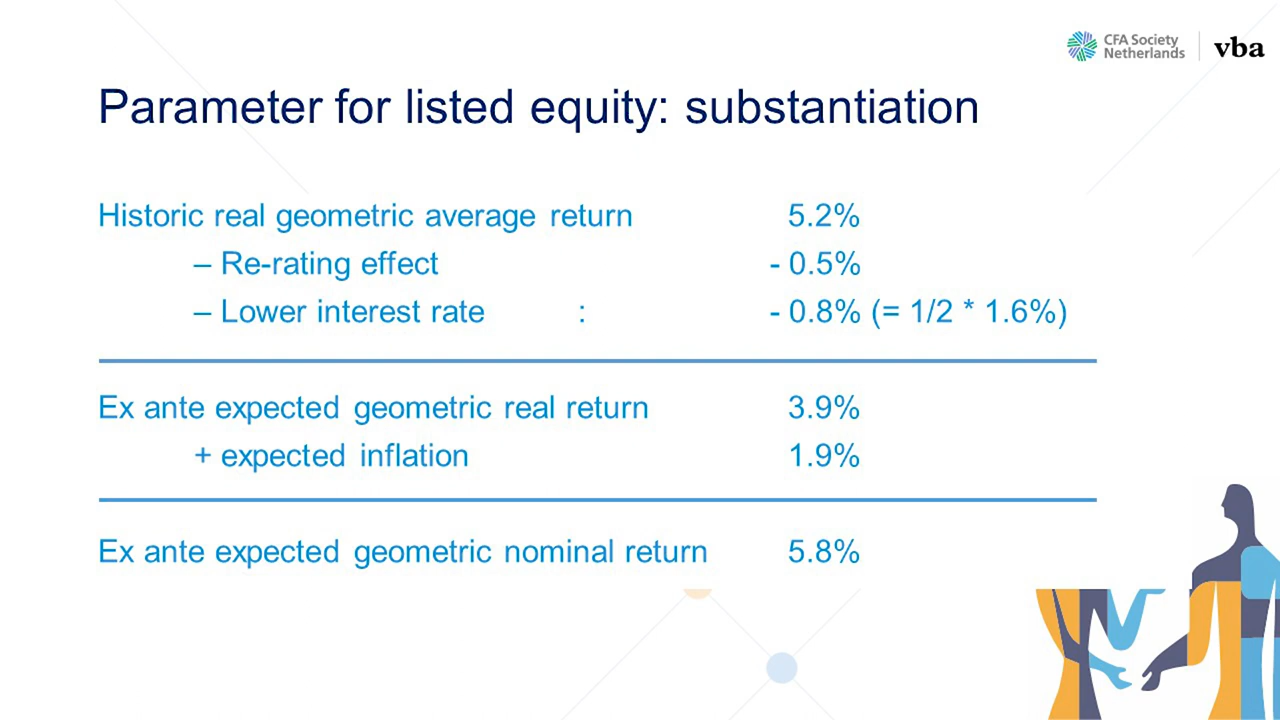 CFA Society
Netherlands
vba
Parameter for listed equity: substantiation
Historic real geometric average return 5.2%
– Re-rating effect - 0.5%
– Lower interest rate : - 0.8% (= 1/2 * 1.6%)
Ex ante expected geometric real return 3.9%
+ expected inflation 1.9%
Ex ante expected geometric nominal return 5.8%